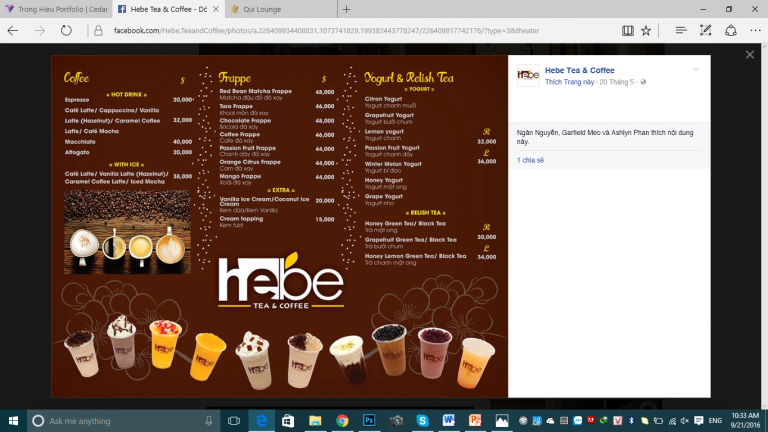 Trong Hieu Portfolio | Cedar
Hebe Tea & Coffee - Dò
Qui Lounge
facebook.com/Hebe.TeaandCoffee/photos/a.226409934408831.1073741829.199382443778247/226409817742176/?type=3&theater
Coffee
S
¤ HOT DRINK ¤
Espresso 20,000
Café Latte/ Cappuccino/ Vanilla
Latte (Hazelnut)/ Caramel Coffee 32,000
Latte/ Café Mocha
Macchiato 40,000
Affogato 20,000
¤ WITH ICE ¤
Café Latte/ Vanilla Latte (Hazelnut)/ 38,000
Caramel Coffee Latte/ Iced Mocha
Frappe
S
Red Bean Matcha Frappe 48,000
Matcha đậu đỏ đá xay
Taro Frappe 46,000
Khoai môn đá xay
Chocolate Frappe 48,000
Socola đá xay
Coffee Frappe 46,000
Cafe đá xay
Passion Fruit Frappe 44,000
Chanh dây đá xay
Orange Citrus Frappe 44,000
Cam đá xay
Mango Frappe 44,000
Xoài đá xay
¤ EXTRA ¤
Vanilla Ice Cream/Coconut Ice 20,000
Cream
Kem dừa/Kem Vanilla
Cream topping 15,000
Kem tươi
Yogurt & Relish Tea
¤ YOGURT ¤
Citron Yogurt
Yogurt chanh muối
Grapefruit Yogurt
Yogurt bưởi chum
Lemon yogurt R
Yogurt chanh 32,000
Passion Fruit Yogurt L
Yogurt chanh dây 36,000
Winter Melon Yogurt
Yogurt bí đao
Honey Yogurt
Yogurt mật ong
Grape Yogurt
Yogurt nho
¤ RELISH TEA ¤
Honey Green Tea/ Black Tea R
Trà mật ong 30,000
Grapefruit Green Tea/ Black Tea L
Trà bưởi chum 34,000
Honey Lemon Green Tea/ Black Tea
Trà chanh mật ong
hebe
TEA & COFFEE
Hebe Tea & Coffee
Thích Trang này · 20 Tháng 5 ·
Ngân Nguyễn, Garfield Meo và Ashlyn Phan thích nội dung
này.
1 chia sẻ
Ask me anything
ENG
10:33 AM
9/21/2016